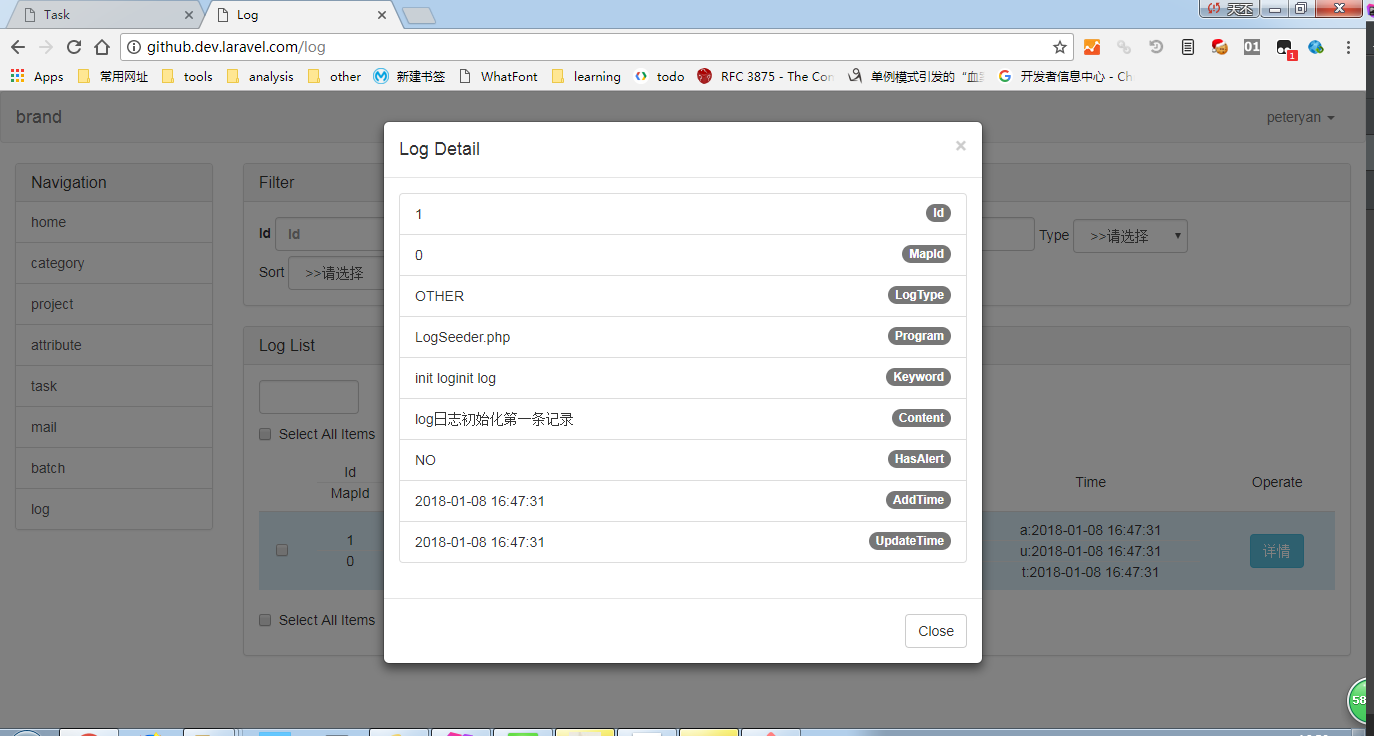 Task
Log
天丕
github.dev.laravel.com/log
01
1
Apps
常用网址
tools
analysis
other
新建书签
WhatFont
learning
todo
RFC 3875 - The Con
单例模式引发的“血
开发者信息中心 - Ch
brand
peteryan
Navigation
home
category
project
attribute
task
mail
batch
log
Filter
Id
Id
Type
>>请选择
Sort
>>请选择
Log List
Select All Items
Id
MapId
Time
Operate
1
0
a:2018-01-08 16:47:31
u:2018-01-08 16:47:31
t:2018-01-08 16:47:31
详情
Select All Items
Log Detail
×
1 Id
0 MapId
OTHER LogType
LogSeeder.php Program
init loginit log Keyword
log日志初始化第一条记录 Content
NO HasAlert
2018-01-08 16:47:31 AddTime
2018-01-08 16:47:31 UpdateTime
Close
58